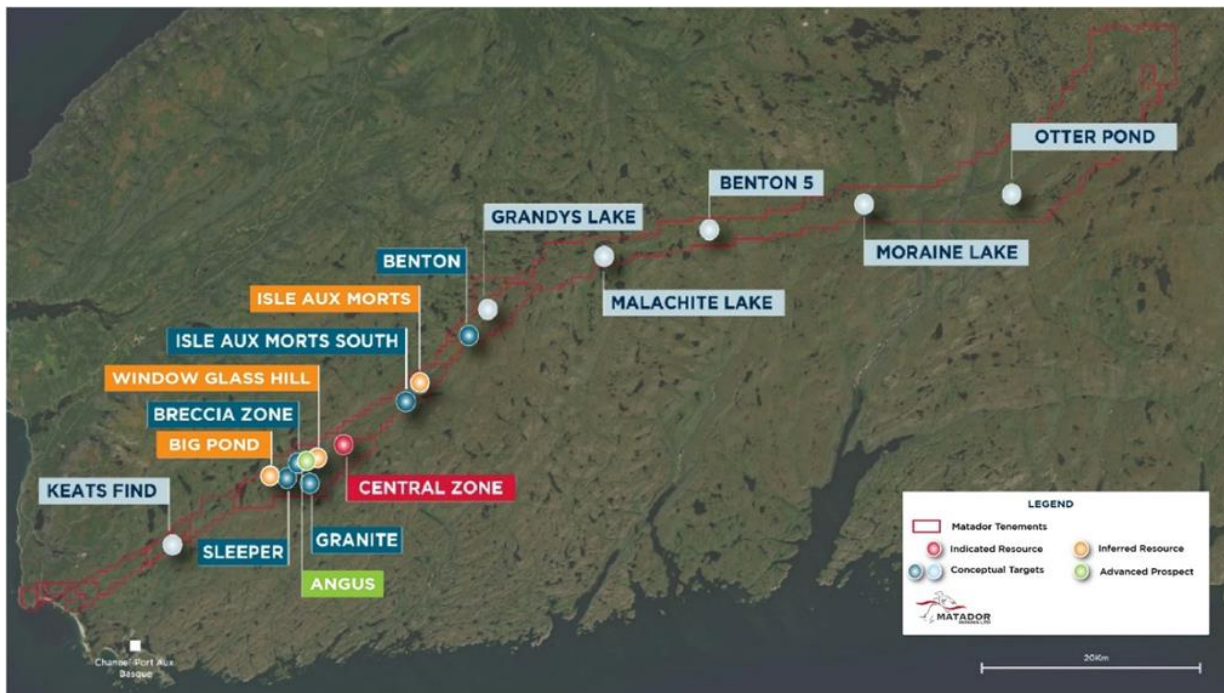 OTTER POND
BENTON 5
GRANDYS LAKE
BENTON
MORAINE LAKE
ISLE AUX MORTS
MALACHITE LAKE
ISLE AUX MORTS SOUTH
WINDOW GLASS HILL
BRECCIA ZONE
BIG POND
KEATS FIND
CENTRAL ZONE
SLEEPER
GRANITE
ANGUS
LEGEND
Matador Tenements
Indicated Resource
Inferred Resource
Conceptual Targets
Advanced Prospect
MATADOR
MINING LTD
Channel-Port Aux
Basque
20Km